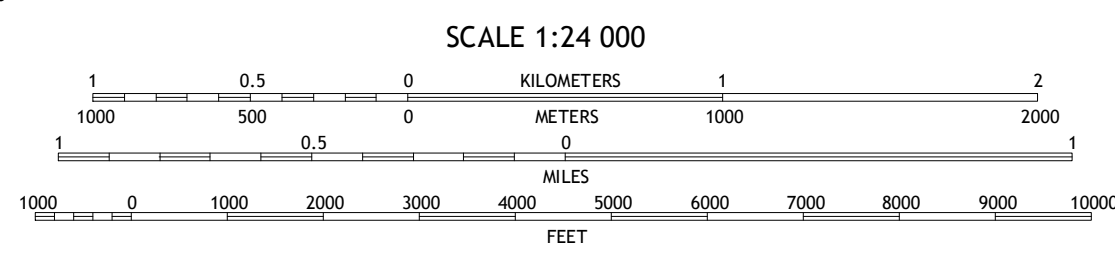 SCALE 1:24 000
1 0.5 0 KILOMETERS 1 2
1000 500 0 METERS 1000 2000
1 0.5 0 1
MILES
1000 0 1000 2000 3000 4000 5000 6000 7000 8000 9000 10000
FEET